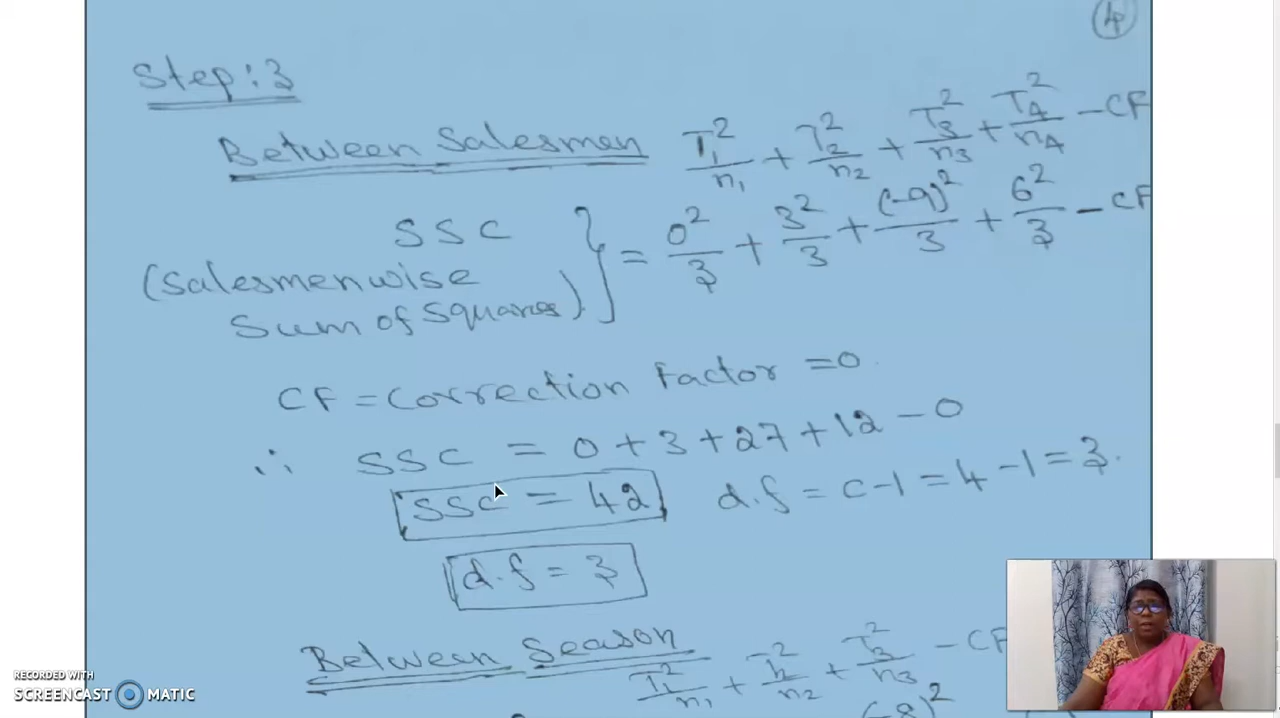 4
Step:3
Between Salesmen T₁²/n₁ + T₂²/n₂ + T₃²/n₃ + T₄²/n₄ - CF
SSC (Salesmenwise Sum of Squares) } = 0²/3 + 3²/3 + (-9)²/3 + 6²/3 - CF
CF = Correction Factor = 0.
∴ SSC = 0 + 3 + 27 + 12 - 0
SSC = 42 d.f = c-1 = 4-1 = 3.
d.f = 3
Between Season T₁²/n₁ + T₂²/n₂ + T₃²/n₃ - CF
(-8)²
RECORDED WITH
SCREENCAST MATIC